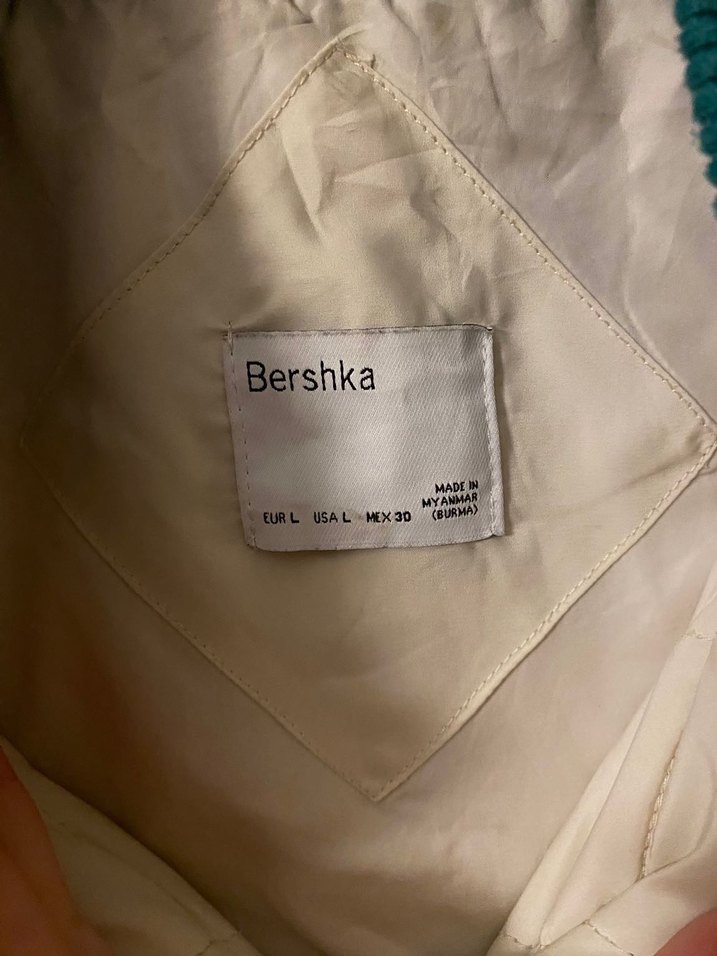 Bershka
MADE IN
MYANMAR
EUR L USA L MEX 30 (BURMA)